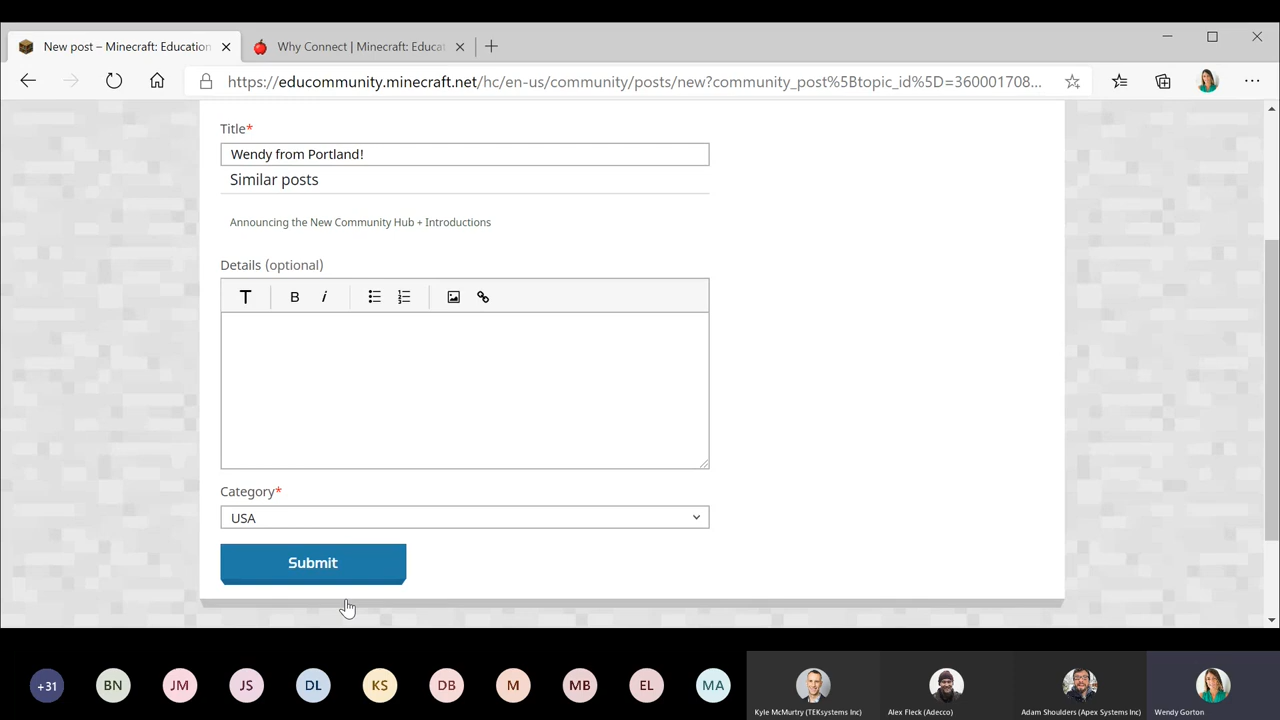 New post – Minecraft: Education
Why Connect | Minecraft: Educat
https://educommunity.minecraft.net/hc/en-us/community/posts/new?community_post%5Btopic_id%5D=360001708...
Title*
Wendy from Portland!
Similar posts
Announcing the New Community Hub + Introductions
Details (optional)
T B i
Category*
USA
Submit
+31 BN JM JS DL KS DB M MB EL MA
Kyle McMurtry (TEKsystems Inc) Alex Fleck (Adecco) Adam Shoulders (Apex Systems Inc) Wendy Gorton